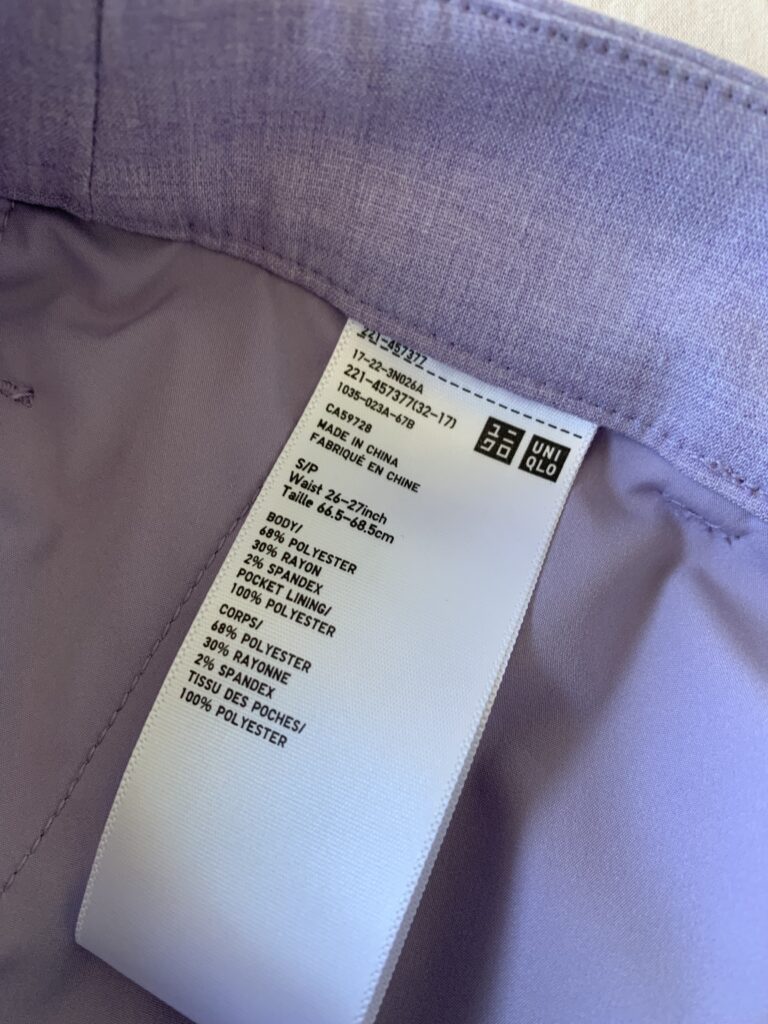 221-457377
17-22-3N026A
221-457377(32-17)
1035-023A-67B
CA59728
MADE IN CHINA
FABRIQUÉ EN CHINE
ユニ
クロ
UNI
QLO
S/P
Waist 26-27inch
Taille 66.5-68.5cm
BODY/
68% POLYESTER
30% RAYON
2% SPANDEX
POCKET LINING/
100% POLYESTER
CORPS/
68% POLYESTER
30% RAYONNE
2% SPANDEX
TISSU DES POCHES/
100% POLYESTER